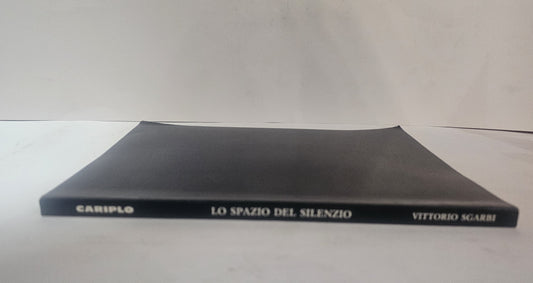 CARIPLO LO SPAZIO DEL SILENZIO VITTORIO SGARBI